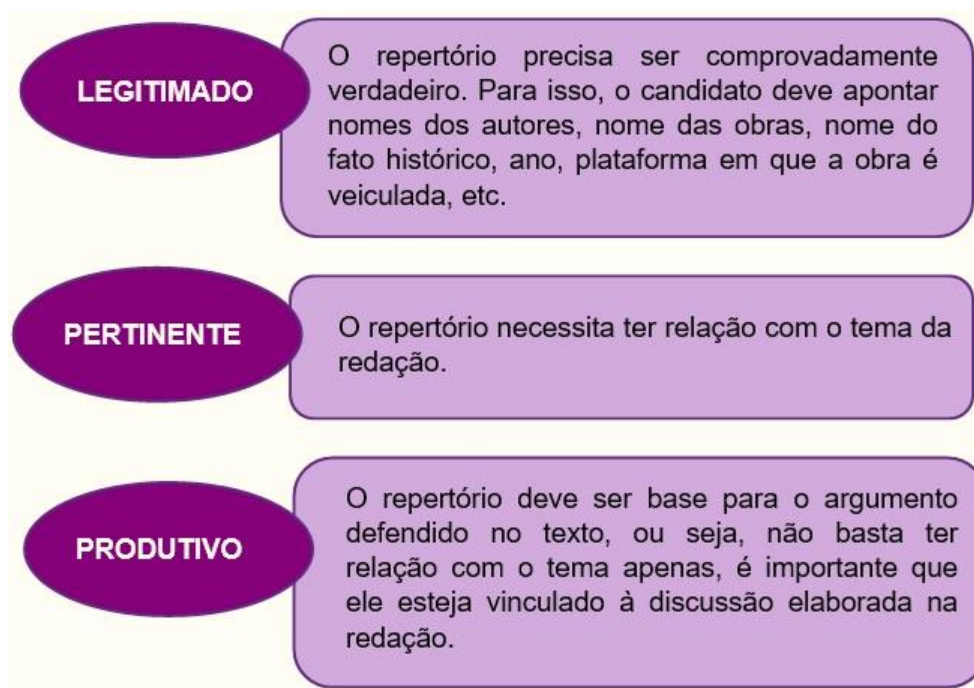 LEGITIMADO
O repertório precisa ser comprovadamente
verdadeiro. Para isso, o candidato deve apontar
nomes dos autores, nome das obras, nome do
fato histórico, ano, plataforma em que a obra é
veiculada, etc.
PERTINENTE
O repertório necessita ter relação com o tema da
redação.
PRODUTIVO
O repertório deve ser base para o argumento
defendido no texto, ou seja, não basta ter
relação com o tema apenas, é importante que
ele esteja vinculado à discussão elaborada na
redação.